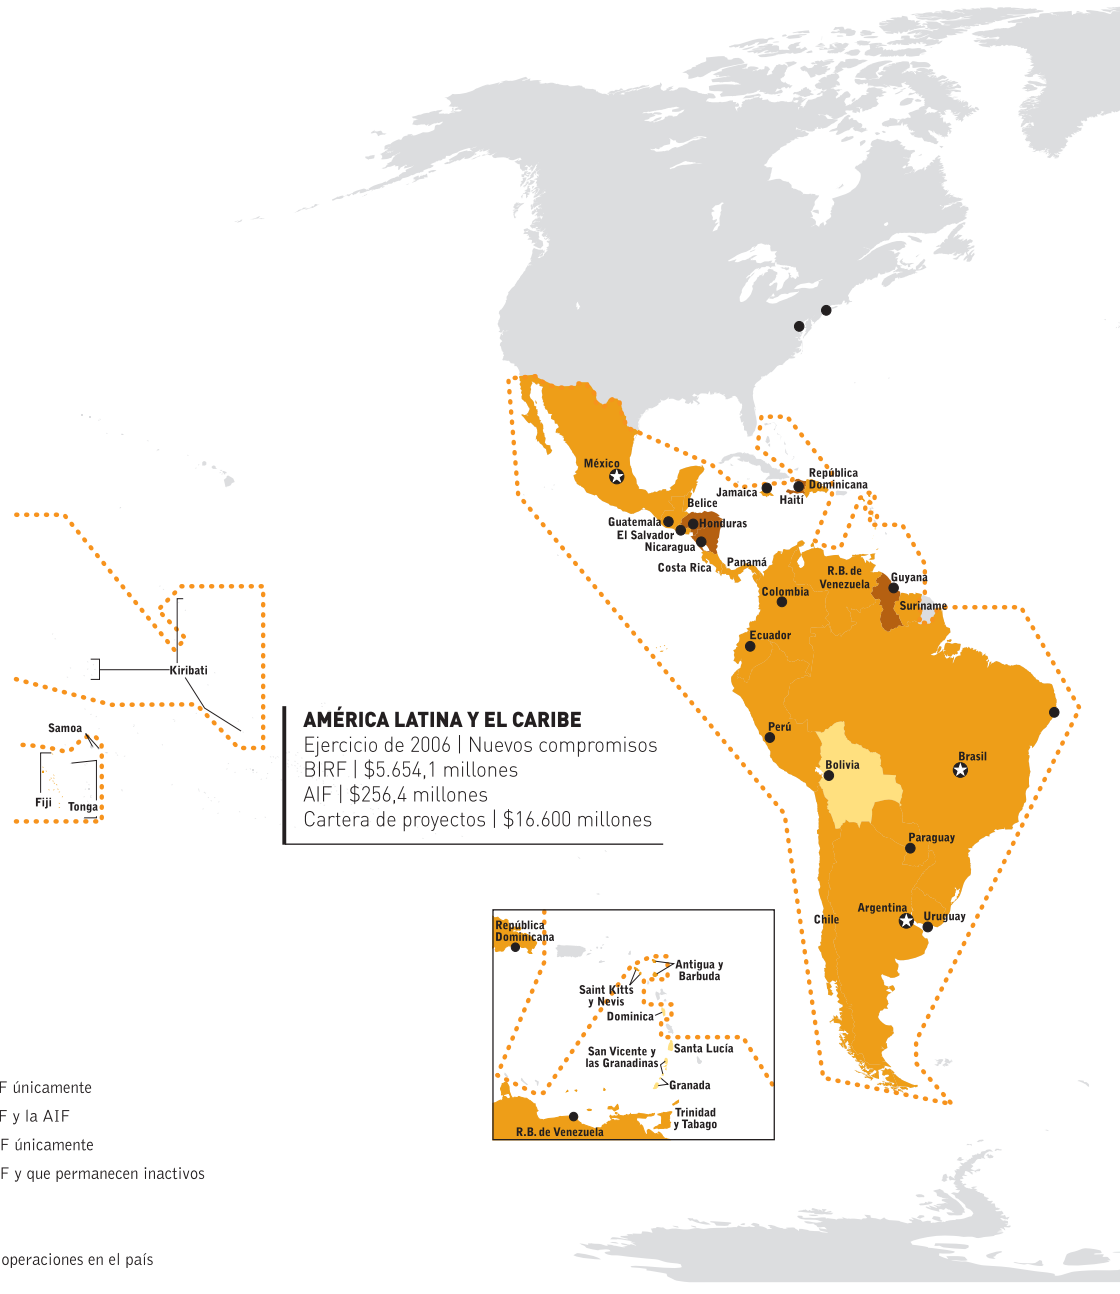 México
República
Dominicana
Jamaica
Haití
Belice
Guatemala
Honduras
El Salvador
Nicaragua
Costa Rica
Panamá
R.B. de
Venezuela
Guyana
Colombia
Suriname
Ecuador
Kiribati
Samoa
Fiji
Tonga
AMÉRICA LATINA Y EL CARIBE
Ejercicio de 2006 | Nuevos compromisos
BIRF | $5.654,1 millones
AIF | $256,4 millones
Cartera de proyectos | $16.600 millones
Perú
Brasil
Bolivia
Paraguay
Argentina
Uruguay
Chile
República
Dominicana
Antigua y
Barbuda
Saint Kitts
y Nevis
Dominica
San Vicente y
las Granadinas
Santa Lucía
Granada
Trinidad
y Tabago
R.B. de Venezuela
F únicamente
F y la AIF
F únicamente
F y que permanecen inactivos
operaciones en el país